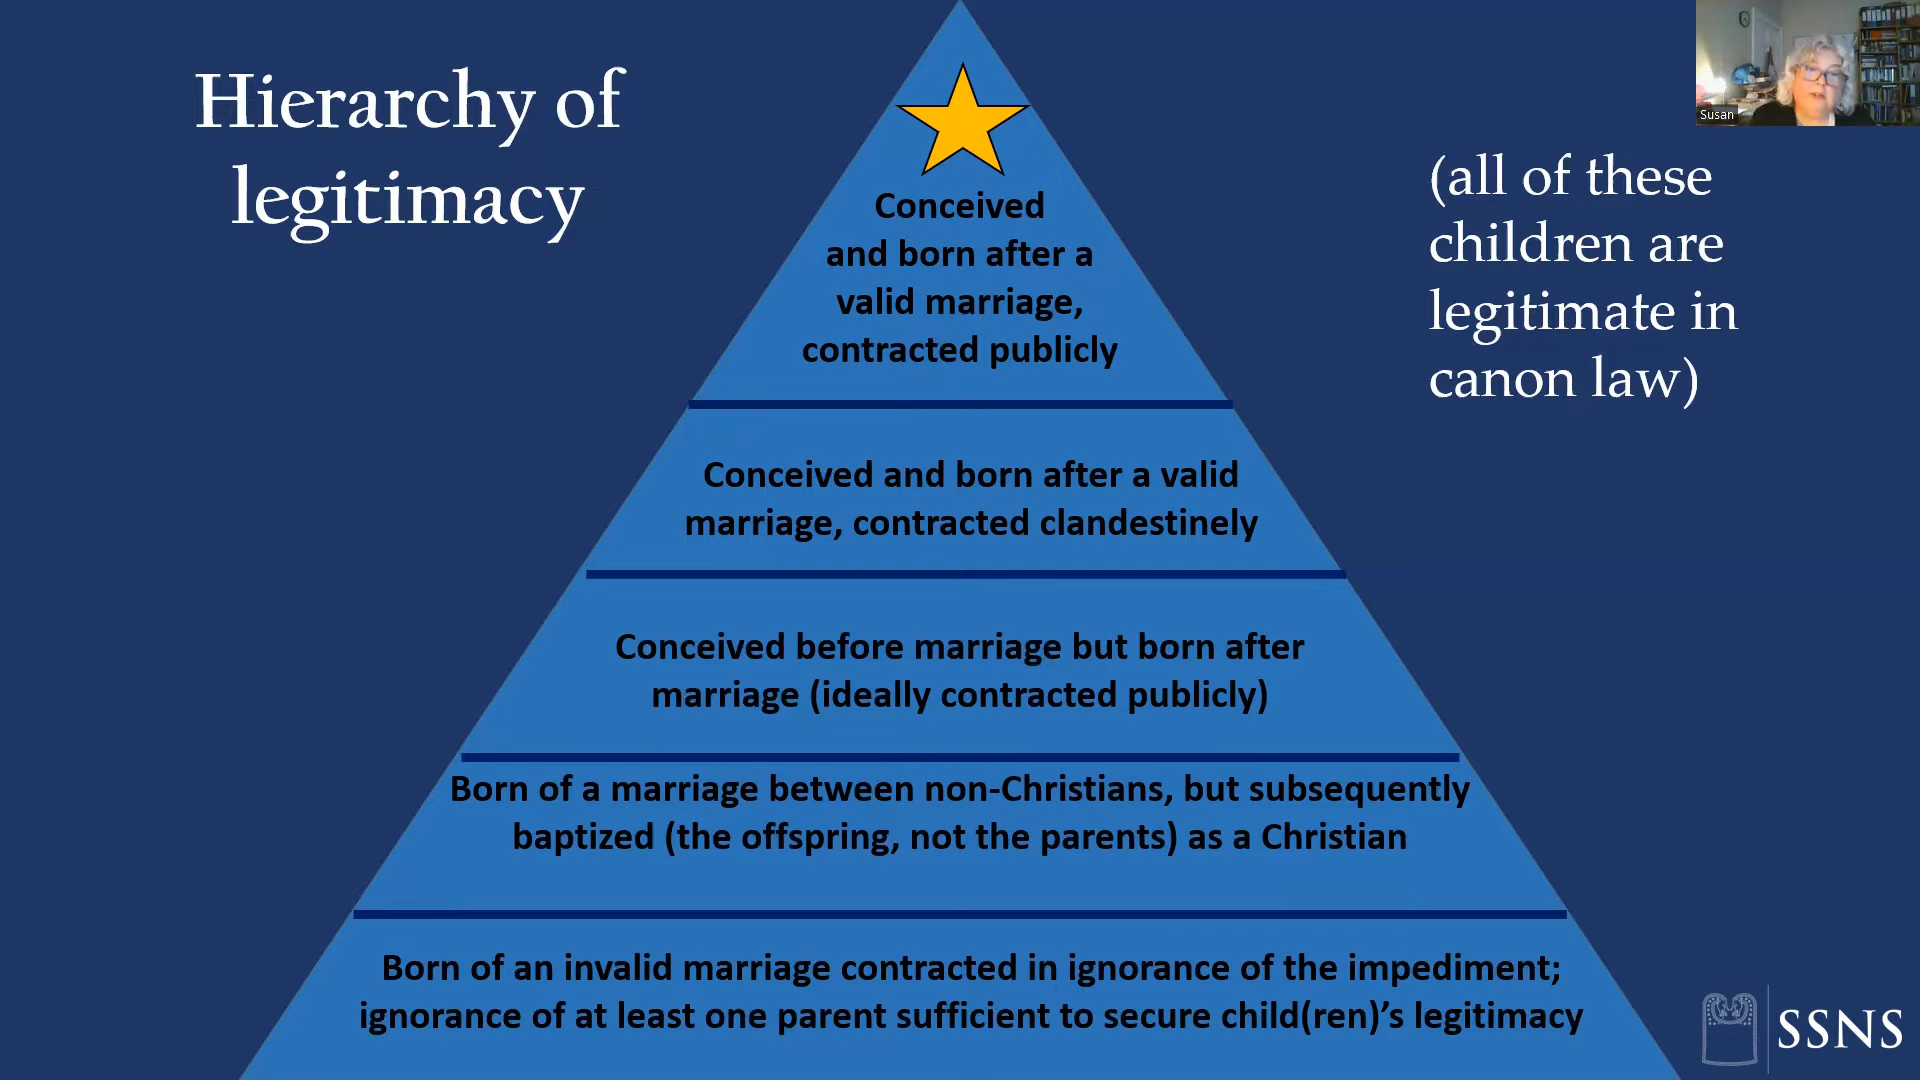 Hierarchy of
legitimacy
Susan
(all of these
children are
legitimate in
canon law)
Conceived
and born after a
valid marriage,
contracted publicly
Conceived and born after a valid
marriage, contracted clandestinely
Conceived before marriage but born after
marriage (ideally contracted publicly)
Born of a marriage between non-Christians, but subsequently
baptized (the offspring, not the parents) as a Christian
Born of an invalid marriage contracted in ignorance of the impediment;
ignorance of at least one parent sufficient to secure child(ren)’s legitimacy
SSNS